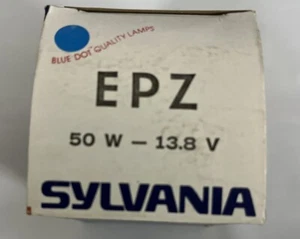 BLUE DOT QUALITY LAMPS
EPZ
50 W – 13.8 V
SYLVANIA